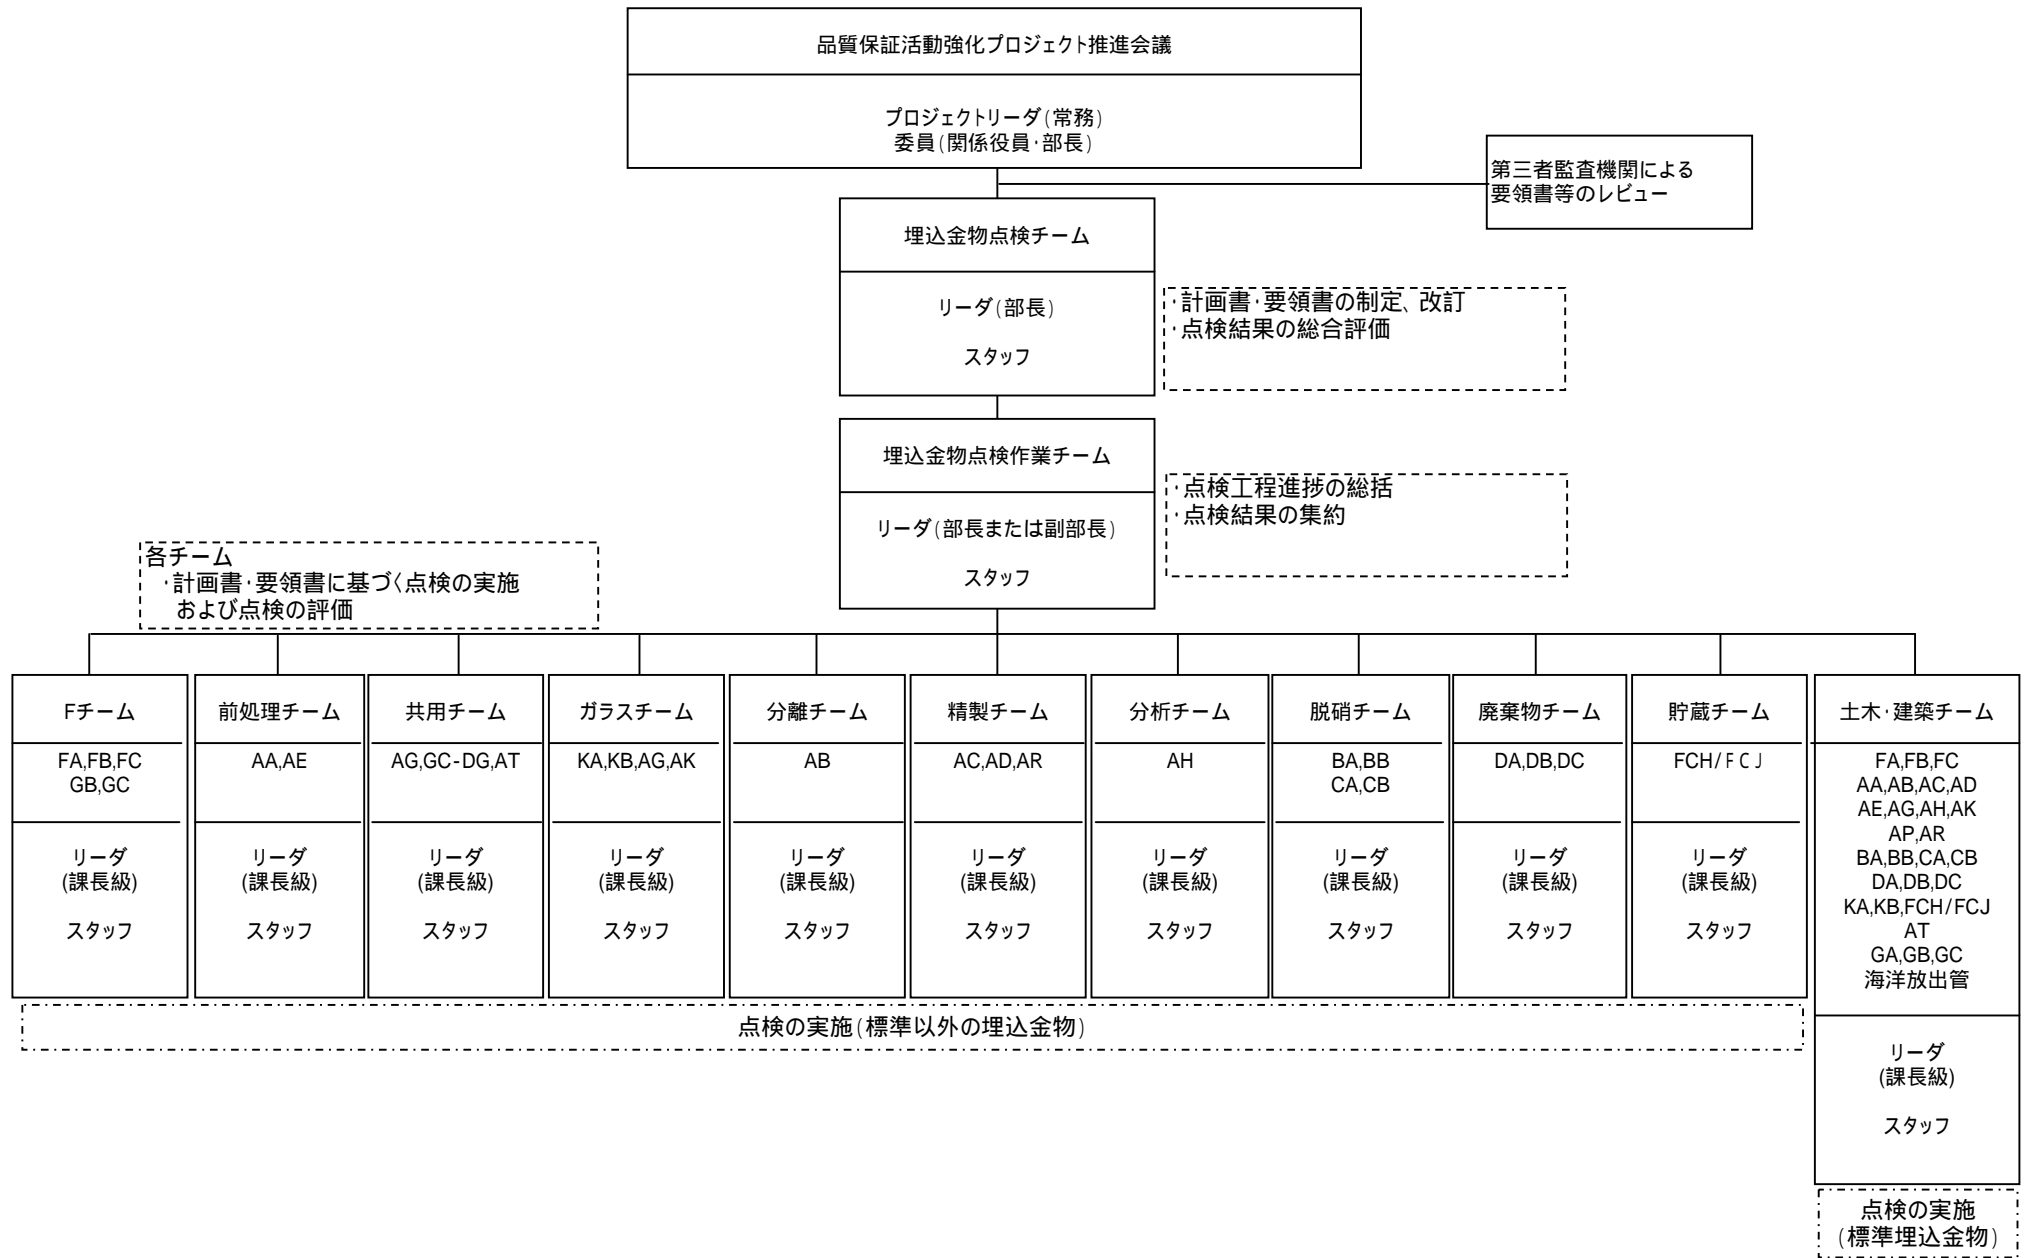 品質保証活動強化プロジェクト推進会議
プロジェクトリーダ(常務)
委員(関係役員・部長)
第三者監査機関による
要領書等のレビュー
埋込金物点検チーム
リーダ(部長)
スタッフ
・計画書・要領書の制定、改訂
・点検結果の総合評価
埋込金物点検作業チーム
リーダ(部長または副部長)
スタッフ
・点検工程進捗の総括
・点検結果の集約
各チーム
・計画書・要領書に基づく点検の実施
および点検の評価
Fチーム
FA,FB,FC
GB,GC
リーダ
(課長級)
スタッフ
前処理チーム
AA,AE
リーダ
(課長級)
スタッフ
共用チーム
AG,GC-DG,AT
リーダ
(課長級)
スタッフ
ガラスチーム
KA,KB,AG,AK
リーダ
(課長級)
スタッフ
分離チーム
AB
リーダ
(課長級)
スタッフ
精製チーム
AC,AD,AR
リーダ
(課長級)
スタッフ
分析チーム
AH
リーダ
(課長級)
スタッフ
脱硝チーム
BA,BB
CA,CB
リーダ
(課長級)
スタッフ
廃棄物チーム
DA,DB,DC
リーダ
(課長級)
スタッフ
貯蔵チーム
FCH/ＦＣＪ
リーダ
(課長級)
スタッフ
土木・建築チーム
FA,FB,FC
AA,AB,AC,AD
AE,AG,AH,AK
AP,AR
BA,BB,CA,CB
DA,DB,DC
KA,KB,FCH/FCJ
AT
GA,GB,GC
海洋放出管
リーダ
(課長級)
スタッフ
点検の実施(標準以外の埋込金物)
点検の実施
(標準埋込金物)